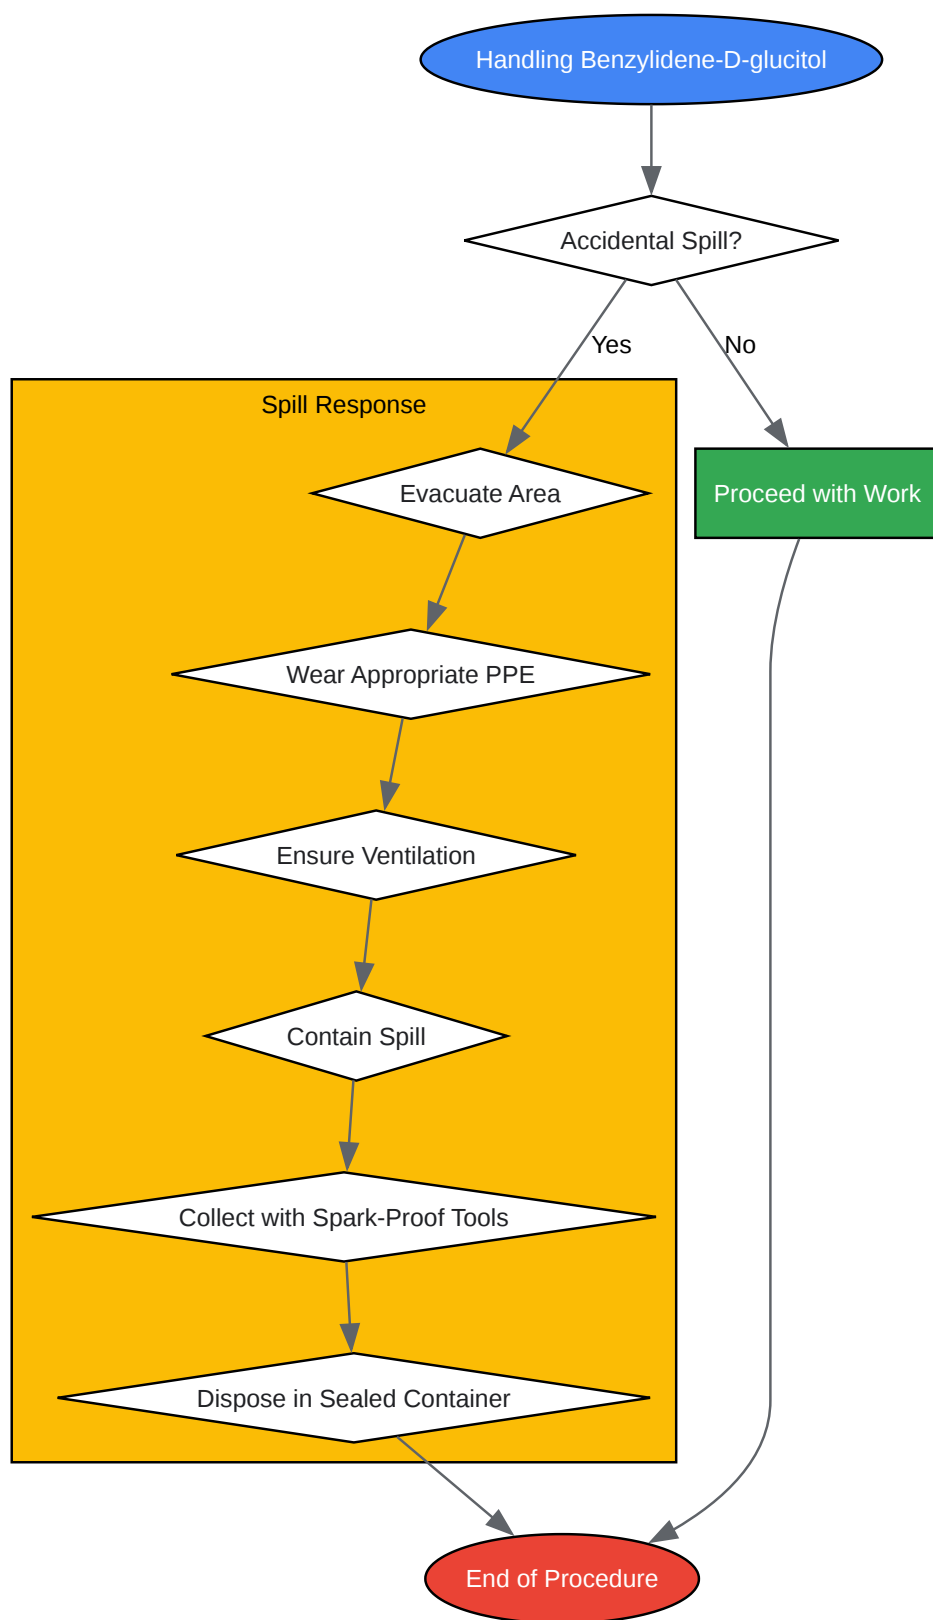 Handling Benzylidene-D-glucitol
Accidental Spill?
Yes
No
Spill Response
Evacuate Area
Proceed with Work
Wear Appropriate PPE
Ensure Ventilation
Contain Spill
Collect with Spark-Proof Tools
Dispose in Sealed Container
End of Procedure